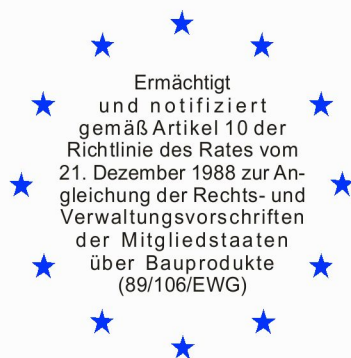 Ermächtigt
und notifiziert
gemäß Artikel 10 der
Richtlinie des Rates vom
21. Dezember 1988 zur An-
gleichung der Rechts- und
Verwaltungsvorschriften
der Mitgliedstaaten
über Bauprodukte
(89/106/EWG)